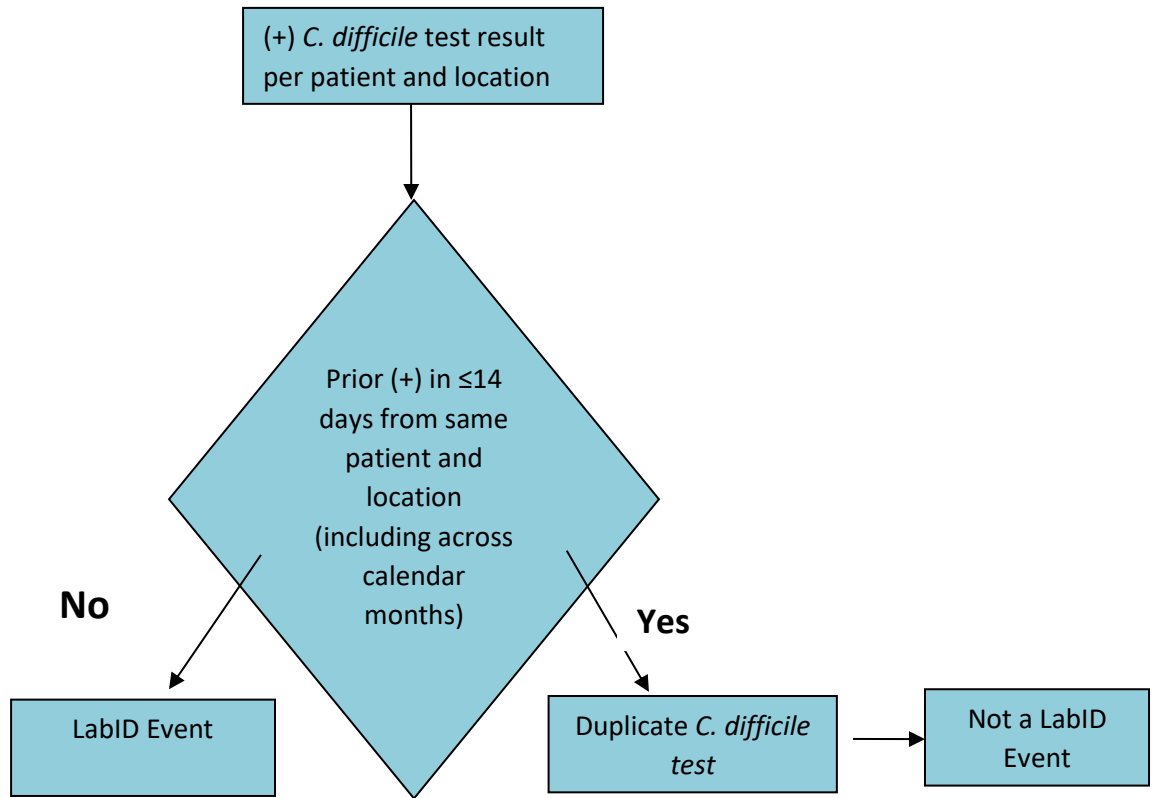 (+) C. difficile test result
per patient and location
Prior (+) in ≤14
days from same
patient and
location
(including across
calendar
months)
No
Yes
LabID Event
Duplicate C. difficile
test
Not a LabID
Event